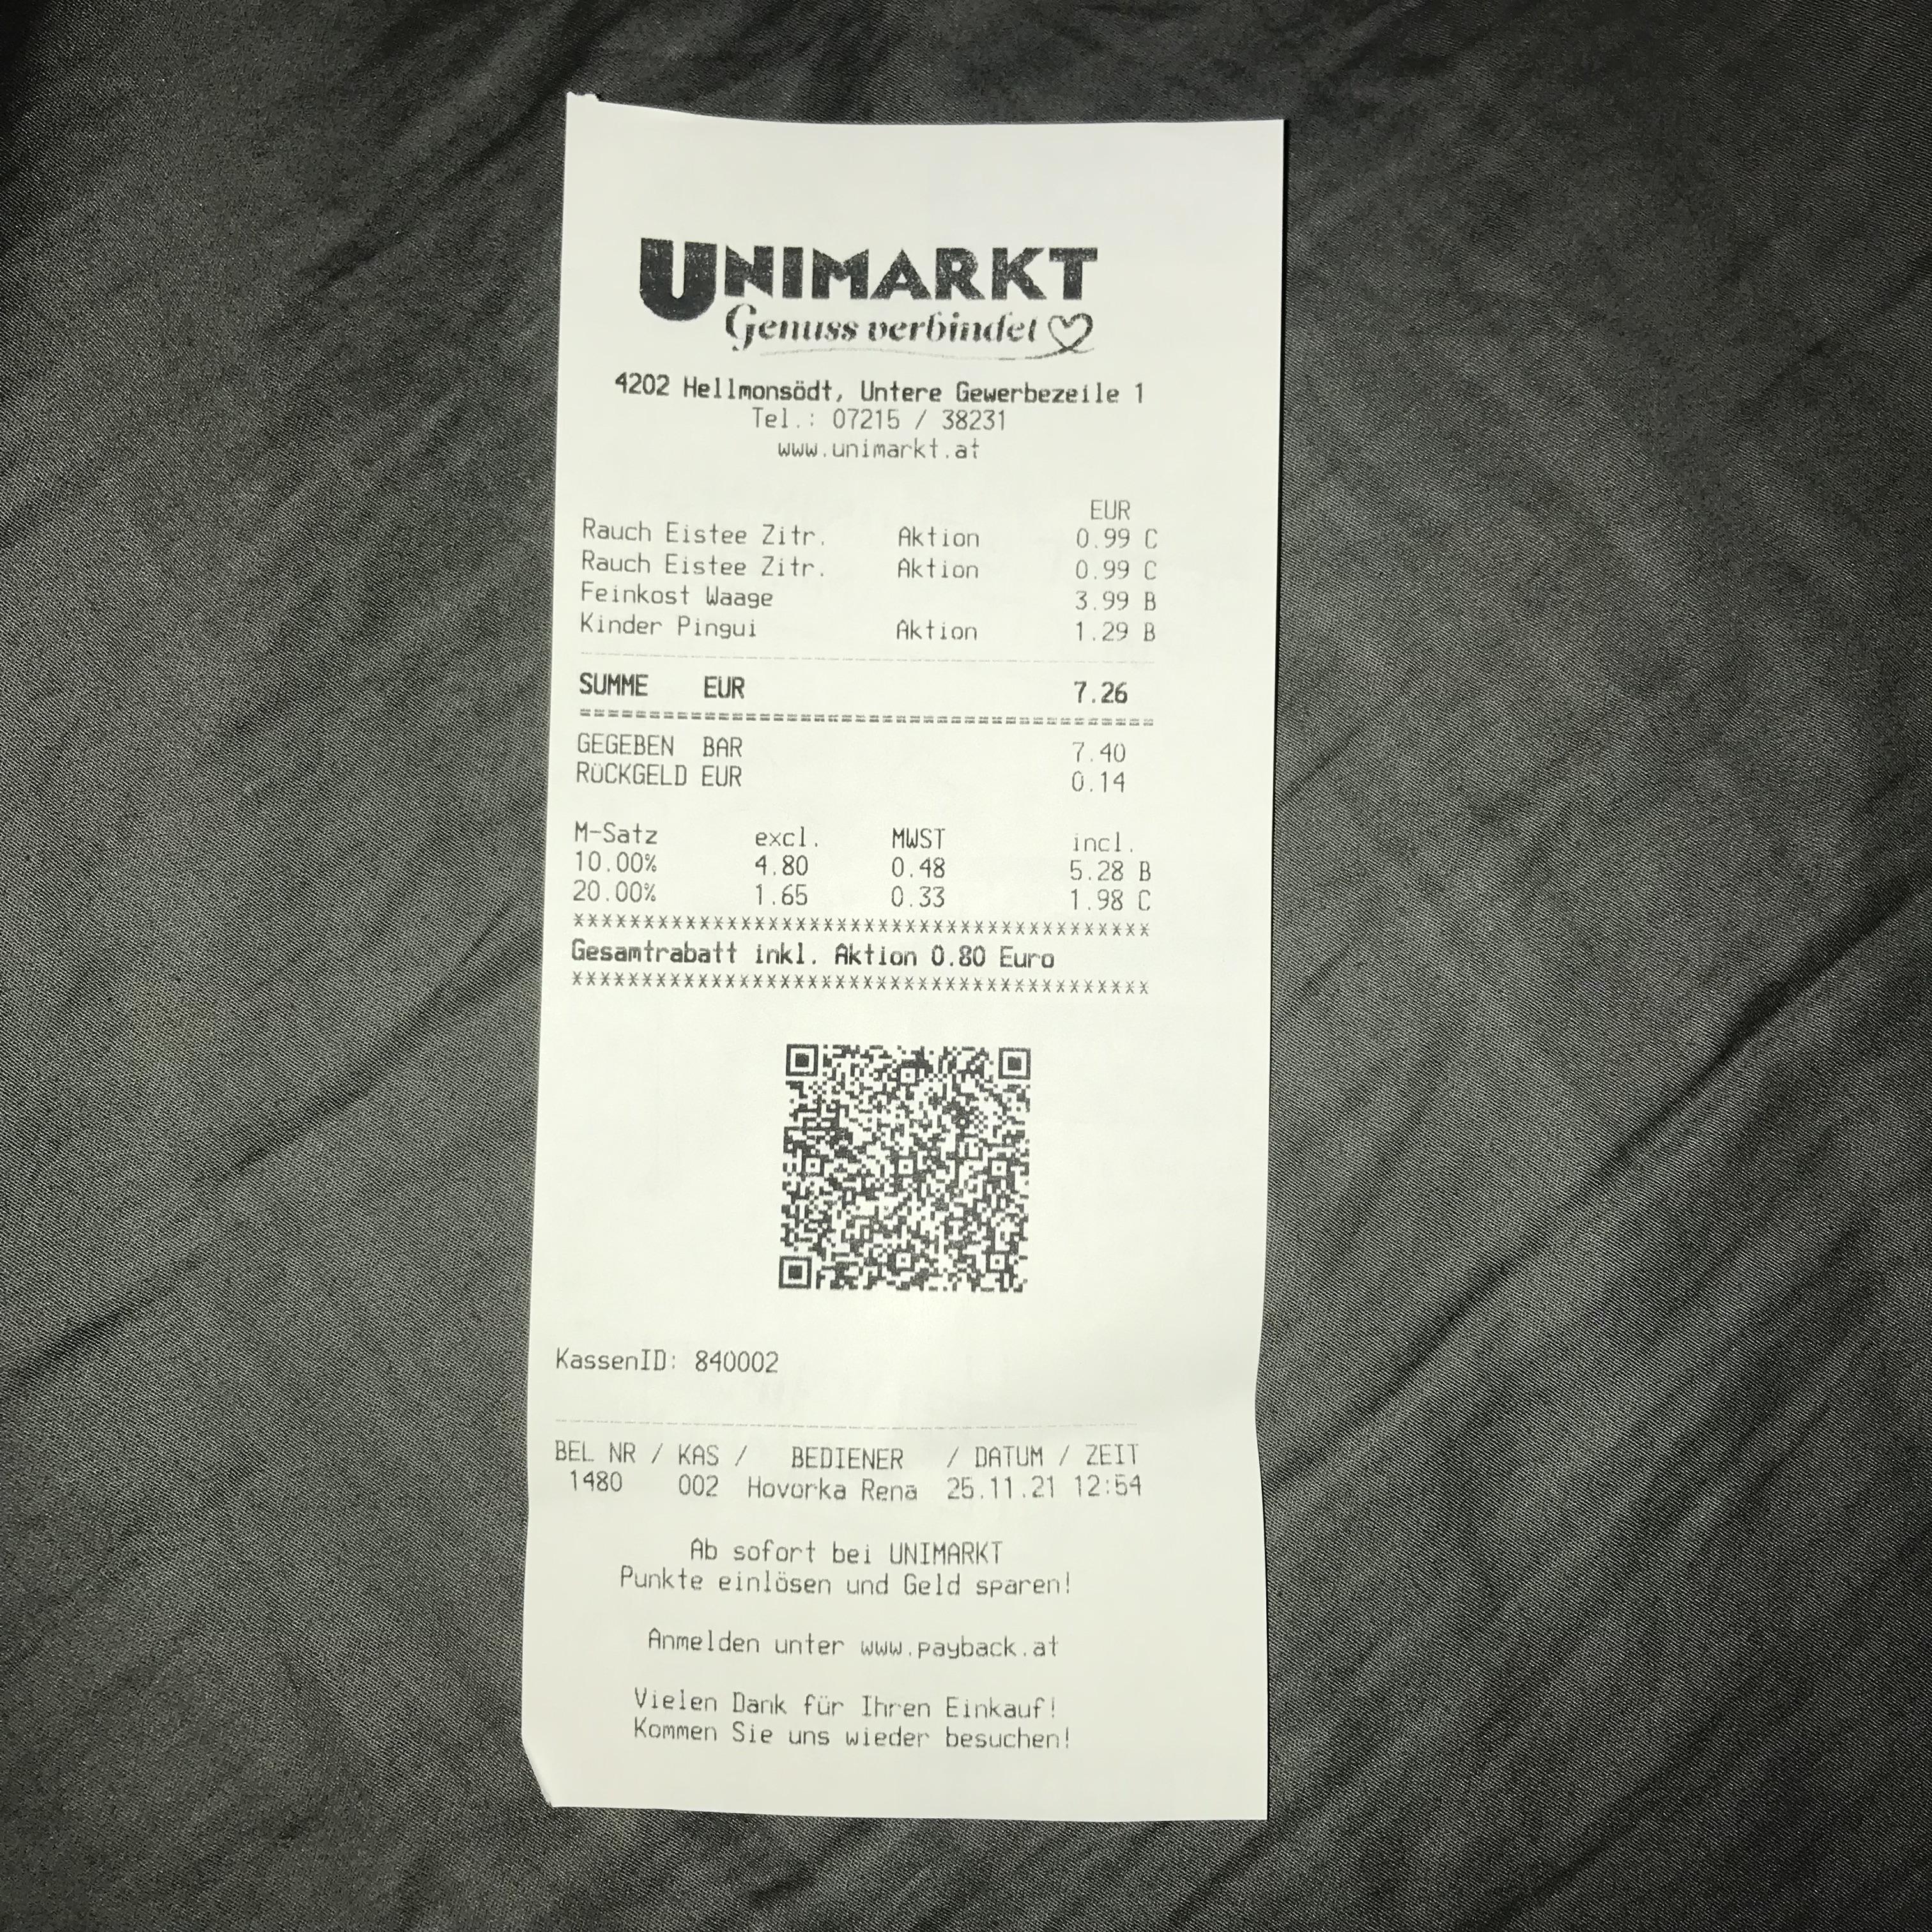 UNIMARKT
Genuss verbindet
4202 Hellmonsödt, Untere Gewerbezeile 1
Tel.: 07215 / 38231
www.unimarkt.at
EUR
Rauch Eistee Zitr. Aktion 0.99 C
Rauch Eistee Zitr. Aktion 0.99 C
Feinkost Waage 3.99 B
Kinder Pingui Aktion 1.29 B
SUMME EUR 7.26
==========================================
GEGEBEN BAR 7.40
RÜCKGELD EUR 0.14
M-Satz excl. MWST incl.
10.00% 4.80 0.48 5.28 B
20.00% 1.65 0.33 1.98 C
******************************************
Gesamtrabatt inkl. Aktion 0.80 Euro
******************************************
KassenID: 840002
BEL NR / KAS / BEDIENER / DATUM / ZEIT
1480 002 Hovorka Rena 25.11.21 12:54
Ab sofort bei UNIMARKT
Punkte einlösen und Geld sparen!
Anmelden unter www.payback.at
Vielen Dank für Ihren Einkauf!
Kommen Sie uns wieder besuchen!